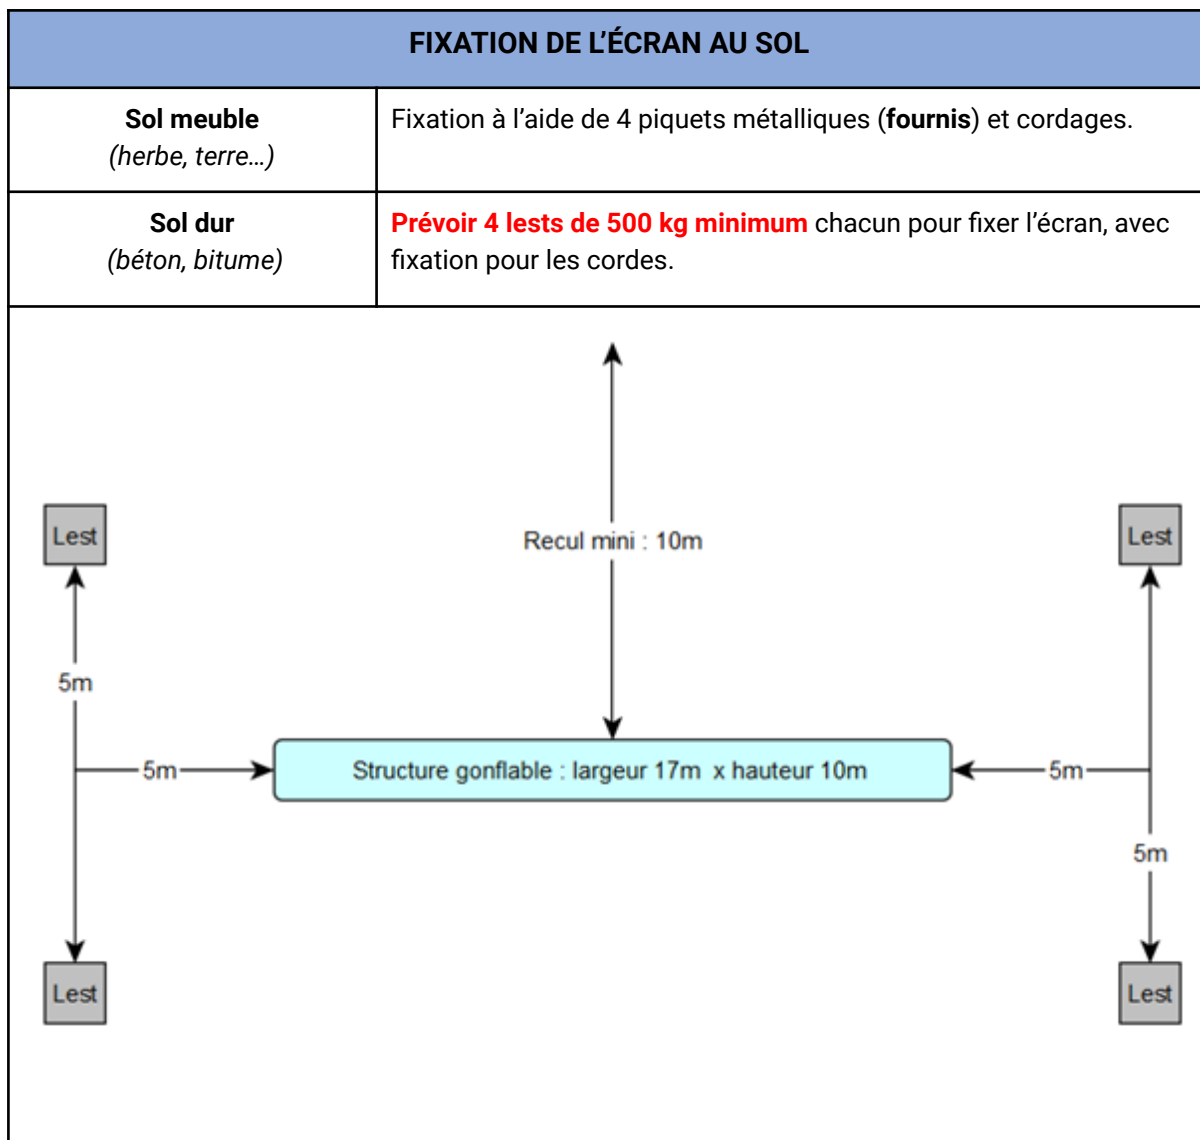 FIXATION DE L’ÉCRAN AU SOL
Sol meuble
(herbe, terre…)
Fixation à l’aide de 4 piquets métalliques (fournis) et cordages.
Sol dur
(béton, bitume)
Prévoir 4 lests de 500 kg minimum chacun pour fixer l’écran, avec
fixation pour les cordes.
Lest
Recul mini : 10m
Lest
5m
5m
Structure gonflable : largeur 17m x hauteur 10m
5m
5m
Lest
Lest